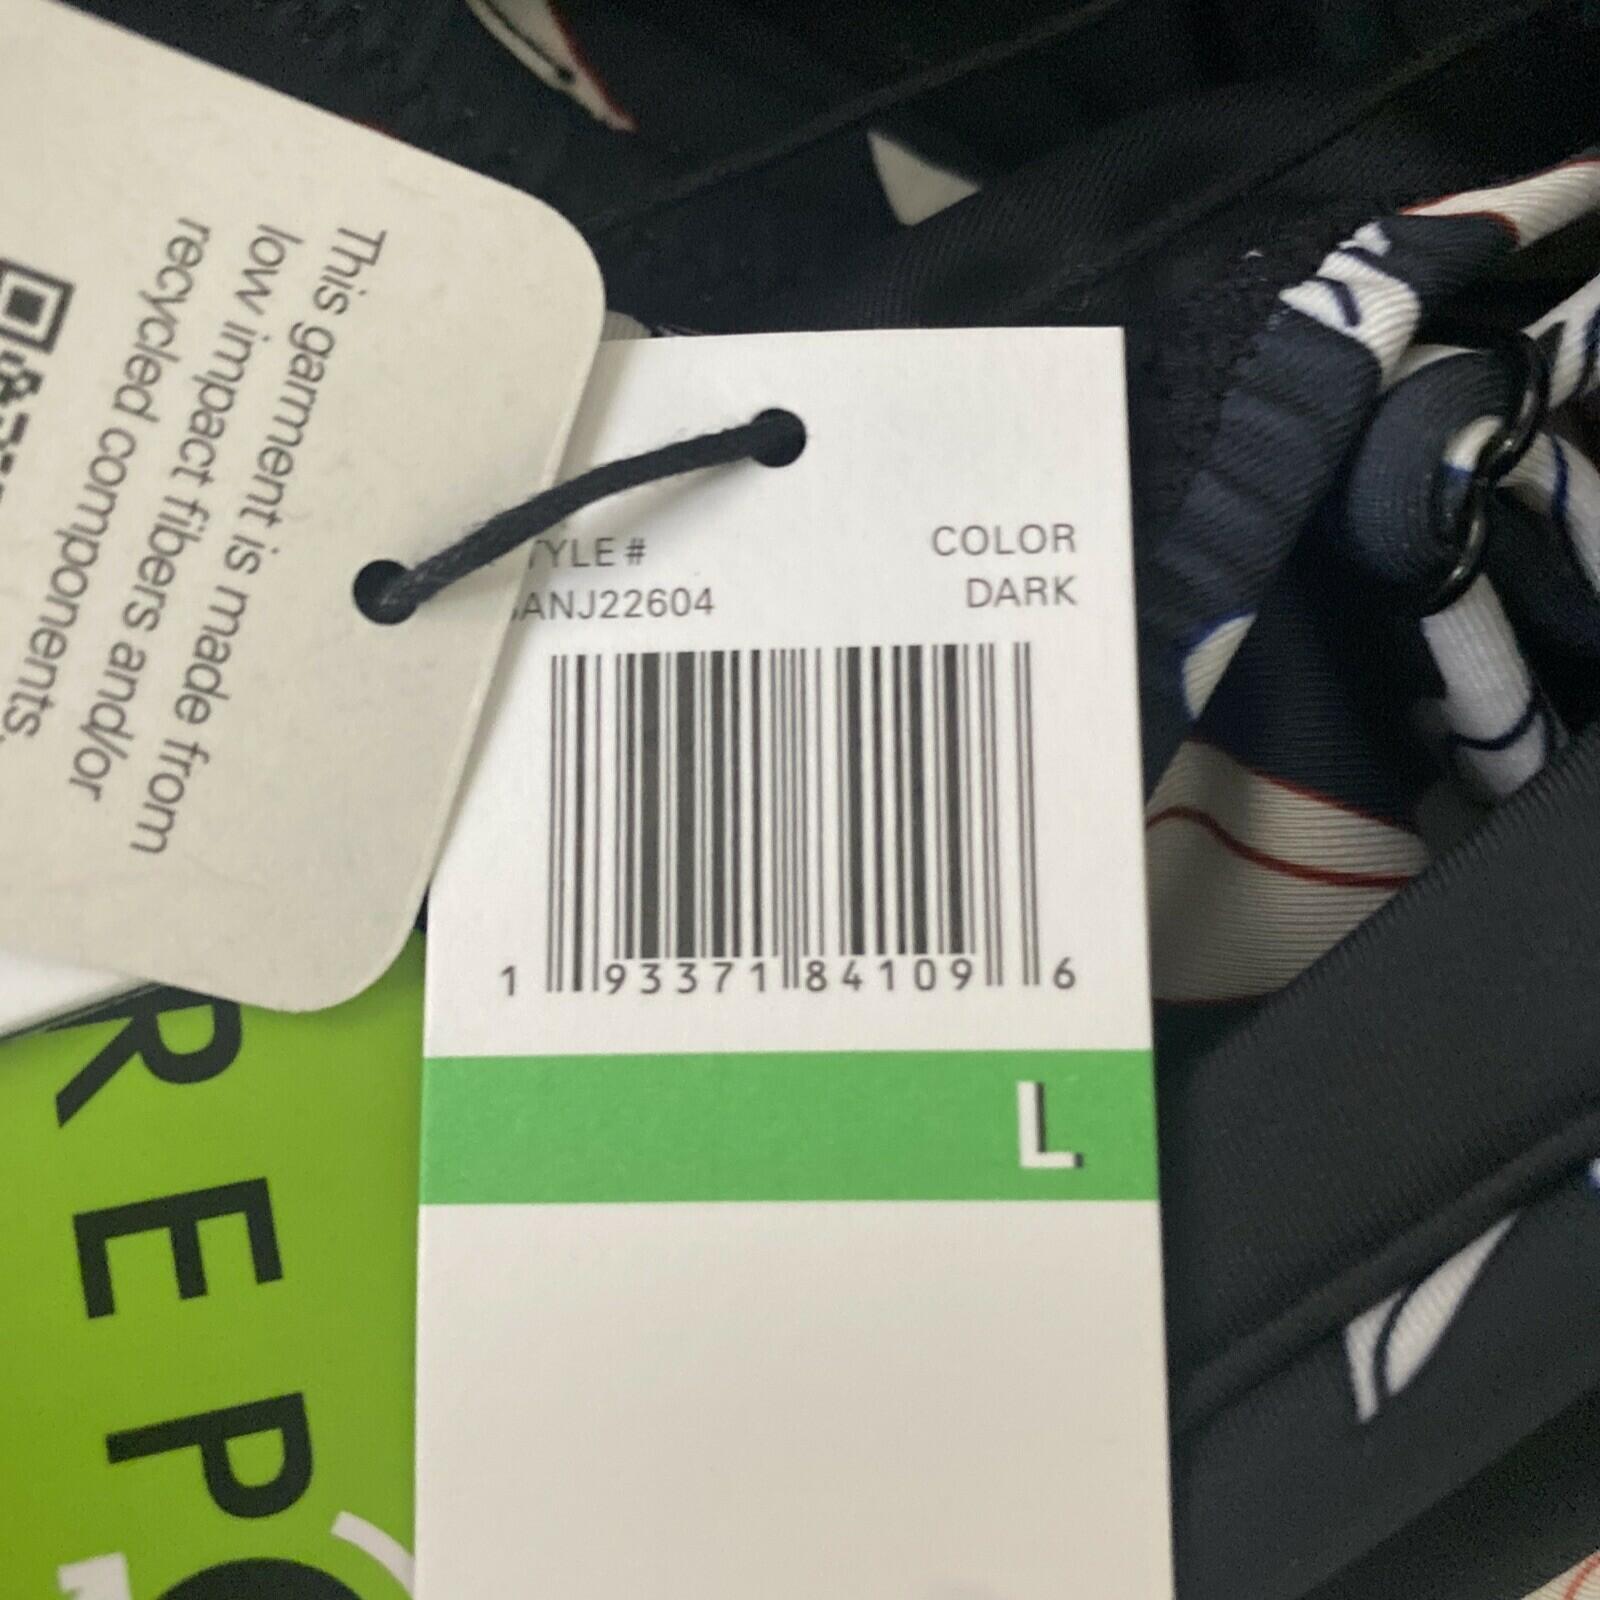 This garment is made from
low impact fibers and/or
recycled components.
TYLE #
ANJ22604
COLOR
DARK
1 93371 84109 6
L
REP